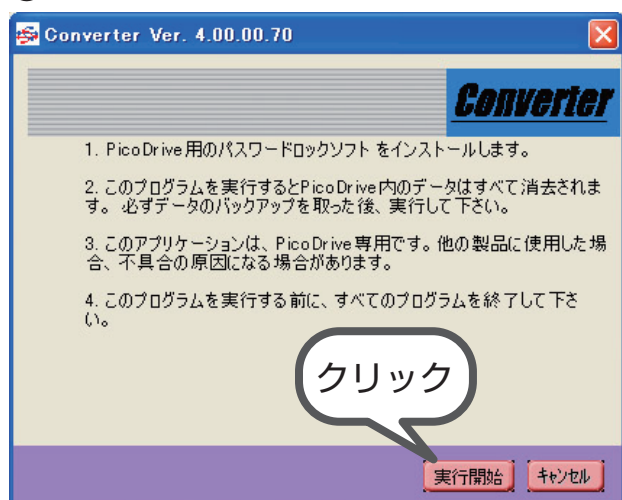 Converter Ver. 4.00.00.70
Converter
1. PicoDrive用のパスワードロックソフト をインストールします。
2. このプログラムを実行するとPicoDrive内のデータはすべて消去されま
す。 必ずデータのバックアップを取った後、実行して下さい。
3. このアプリケーションは、PicoDrive専用です。他の製品に使用した場
合、不具合の原因になる場合があります。
4. このプログラムを実行する前に、すべてのプログラムを終了して下さ
い。
クリック
実行開始 キャンセル